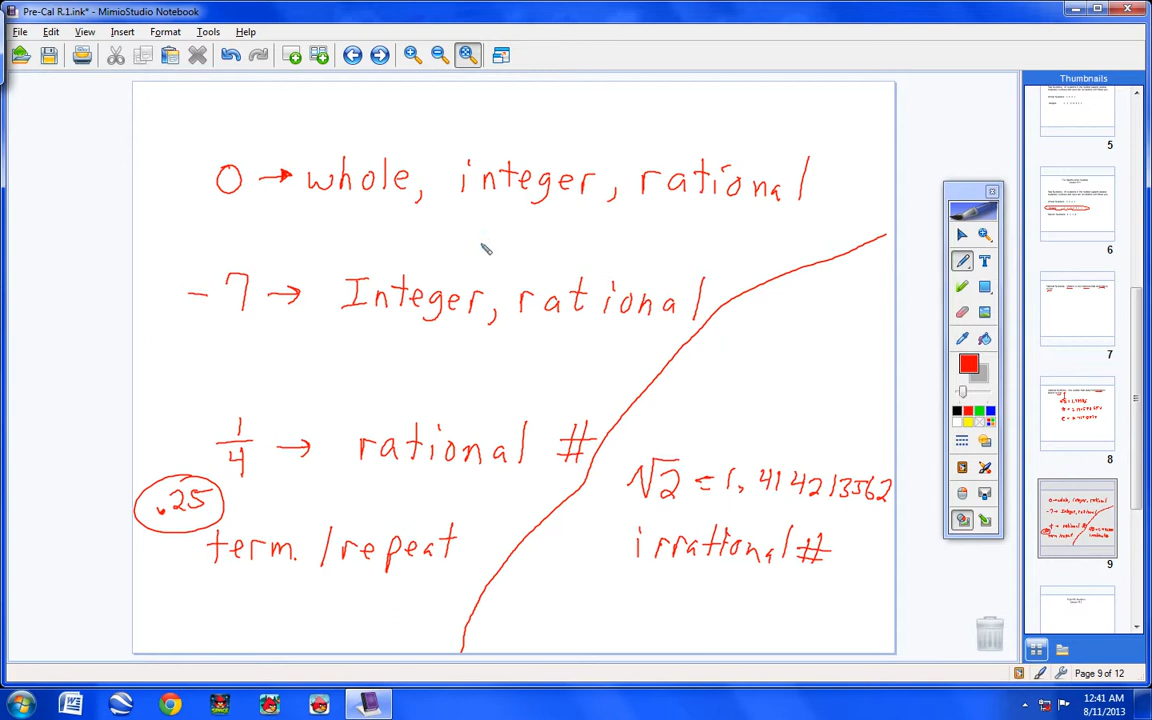 Pre-Cal R.1.ink* - MimioStudio Notebook
File Edit View Insert Format Tools Help
Thumbnails
0 → whole, integer, rational
-7 → Integer, rational
1/4 → rational #
.25
√2 = 1.414213562
term. /repeat
irrational #
5
6
7
8
9
Page 9 of 12
12:41 AM
8/11/2013